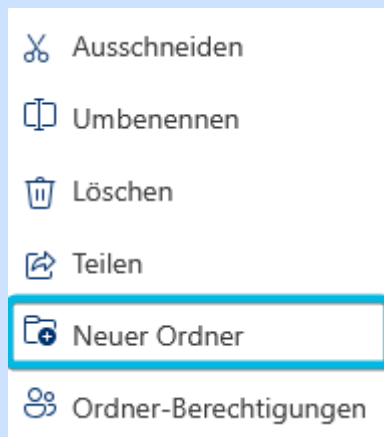 Ausschneiden
Umbenennen
Löschen
Teilen
Neuer Ordner
Ordner-Berechtigungen